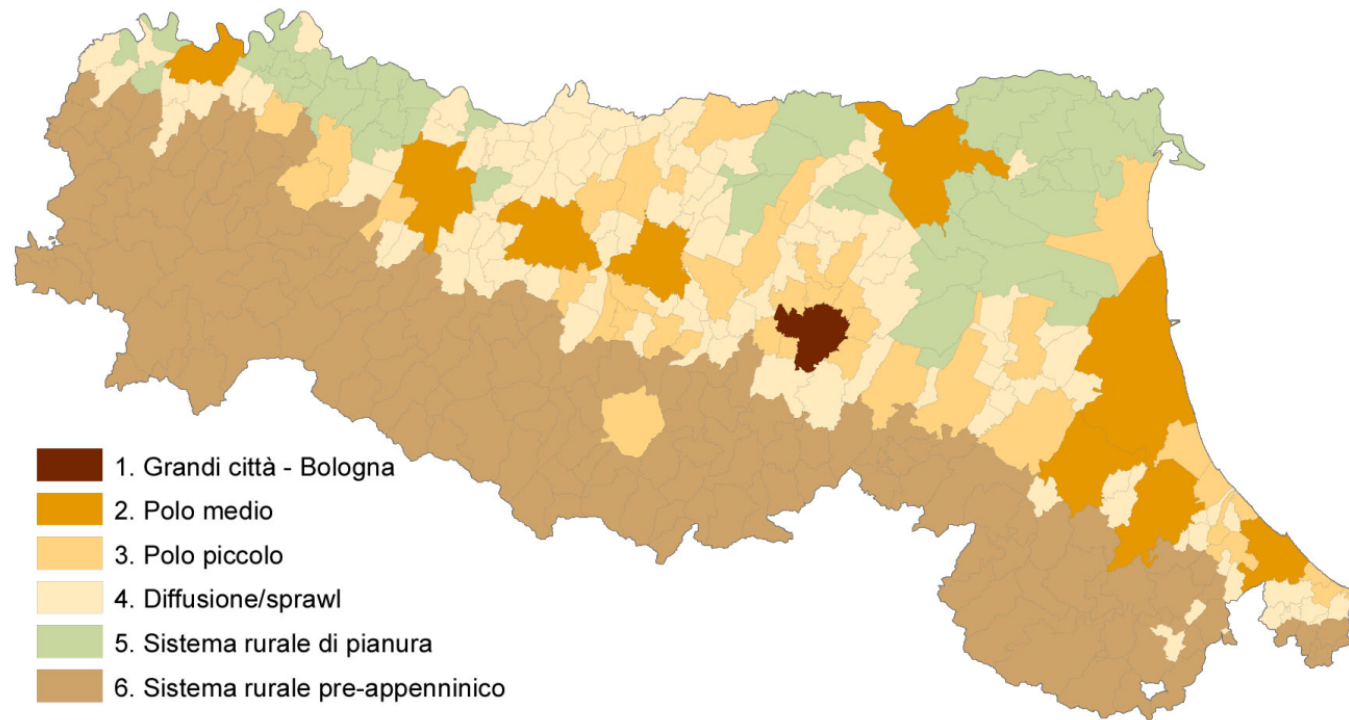 1. Grandi città - Bologna
2. Polo medio
3. Polo piccolo
4. Diffusione/sprawl
5. Sistema rurale di pianura
6. Sistema rurale pre-appenninico